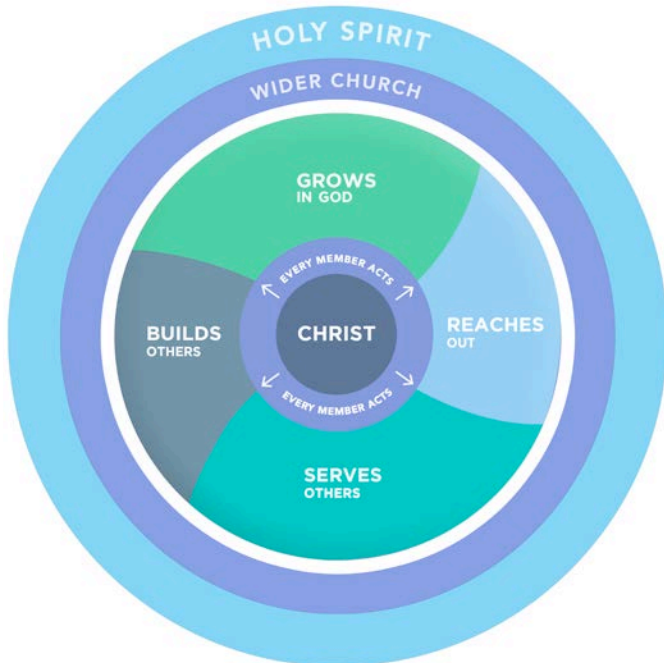 HOLY SPIRIT
WIDER CHURCH
GROWS
IN GOD
EVERY MEMBER ACTS
BUILDS
OTHERS
CHRIST
REACHES
OUT
EVERY MEMBER ACTS
SERVES
OTHERS